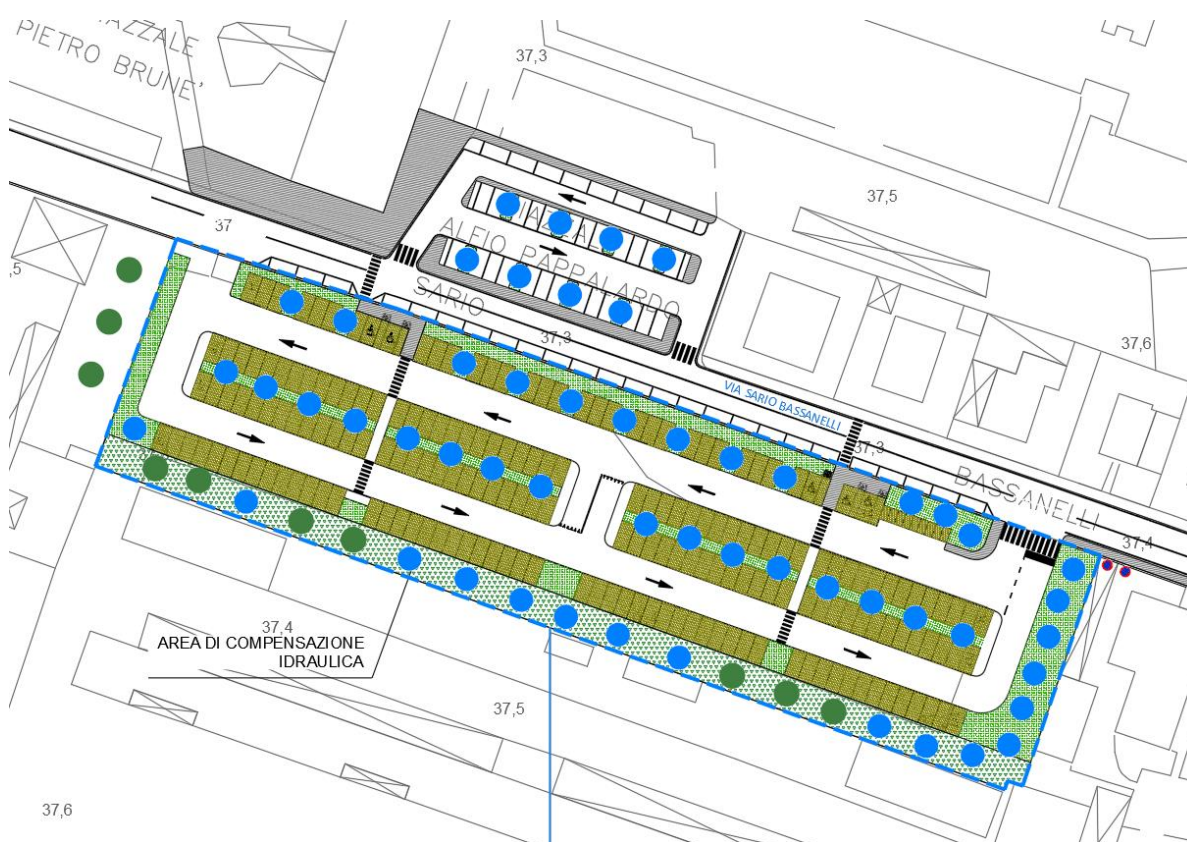 PIAZZALE
PIETRO BRUNE'
37,3
37,5
37
,5
PIAZZALE
ALFIO PAPPALARDO
SARIO
37,3
37,6
VIA SARIO BASSANELLI
37,3
BASSANELLI
37,4
37,4
AREA DI COMPENSAZIONE
IDRAULICA
37,5
37,6